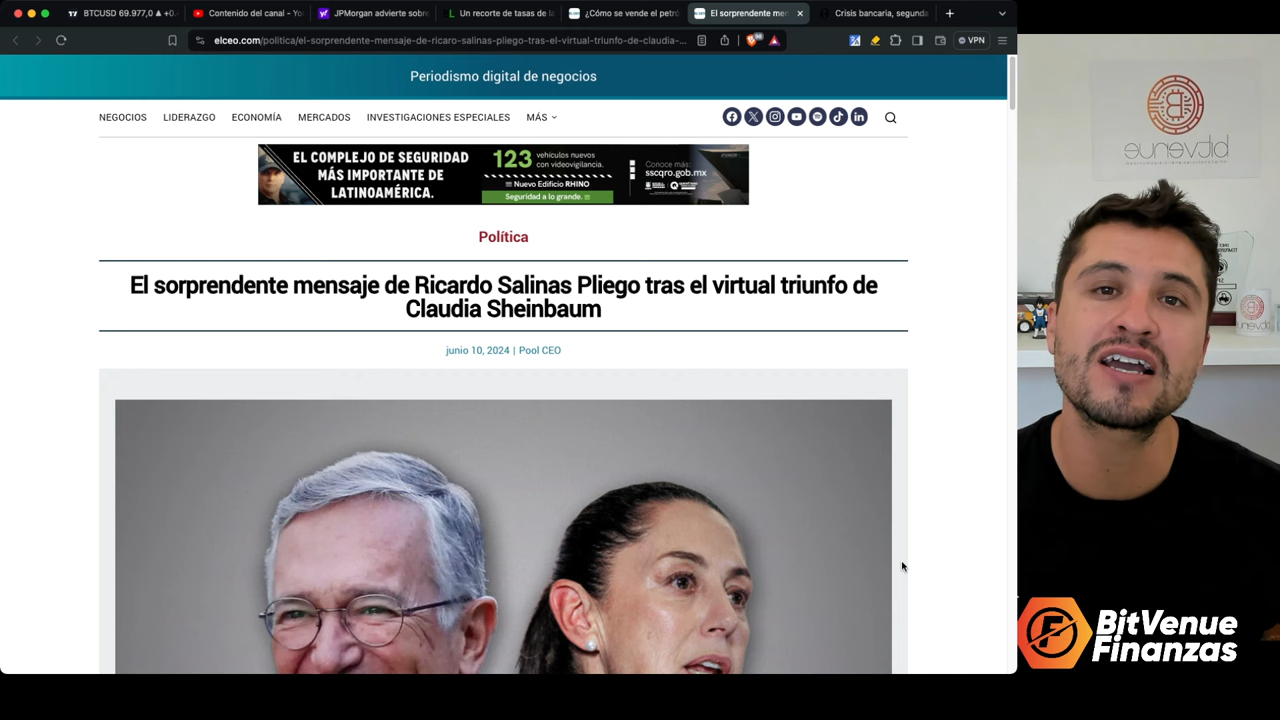 BTCUSD 69.977,0 ▲ +0.
Contenido del canal - Yo
JPMorgan advierte sobre
Un recorte de tasas de la
¿Cómo se vende el petró
El sorprendente men
Crisis bancaria, segunda
elceo.com/politica/el-sorprendente-mensaje-de-ricaro-salinas-pliego-tras-el-virtual-triunfo-de-claudia-...
VPN
Periodismo digital de negocios
NEGOCIOS LIDERAZGO ECONOMÍA MERCADOS INVESTIGACIONES ESPECIALES MÁS
EL COMPLEJO DE SEGURIDAD
MÁS IMPORTANTE DE
LATINOAMÉRICA.
123 vehículos nuevos
con videovigilancia.
Nuevo Edificio RHINO
Seguridad a lo grande.
Conoce más:
sscqro.gob.mx
Política
El sorprendente mensaje de Ricardo Salinas Pliego tras el virtual triunfo de
Claudia Sheinbaum
junio 10, 2024 | Pool CEO
bitvenue
BitVenue
Finanzas